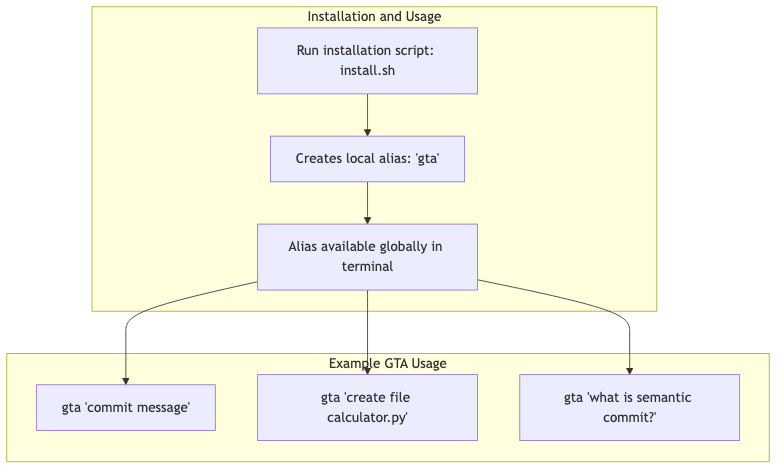 Installation and Usage
Run installation script:
install.sh
Creates local alias: 'gta'
Alias available globally in
terminal
Example GTA Usage
gta 'commit message'
gta 'create file
calculator.py'
gta 'what is semantic
commit?'